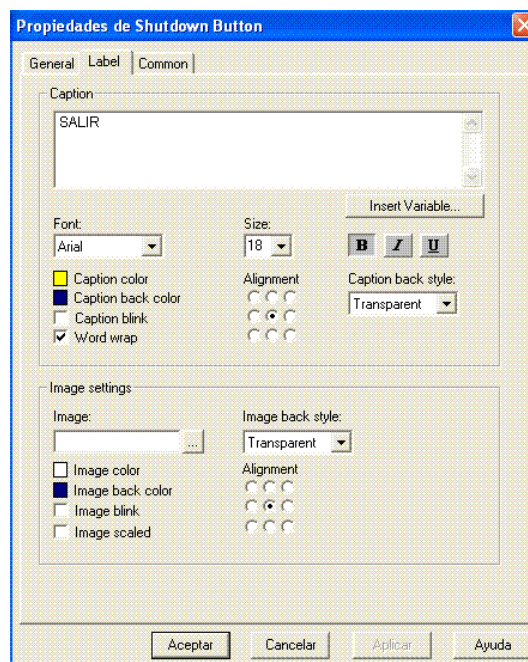 Propiedades de Shutdown Button
General Label Common
Caption
SALIR
Insert Variable...
Font: Size:
Arial 18 B I U
Caption color Alignment Caption back style:
Caption back color Transparent
Caption blink
Word wrap
Image settings
Image: Image back style:
... Transparent
Image color Alignment
Image back color
Image blink
Image scaled
Aceptar Cancelar Aplicar Ayuda